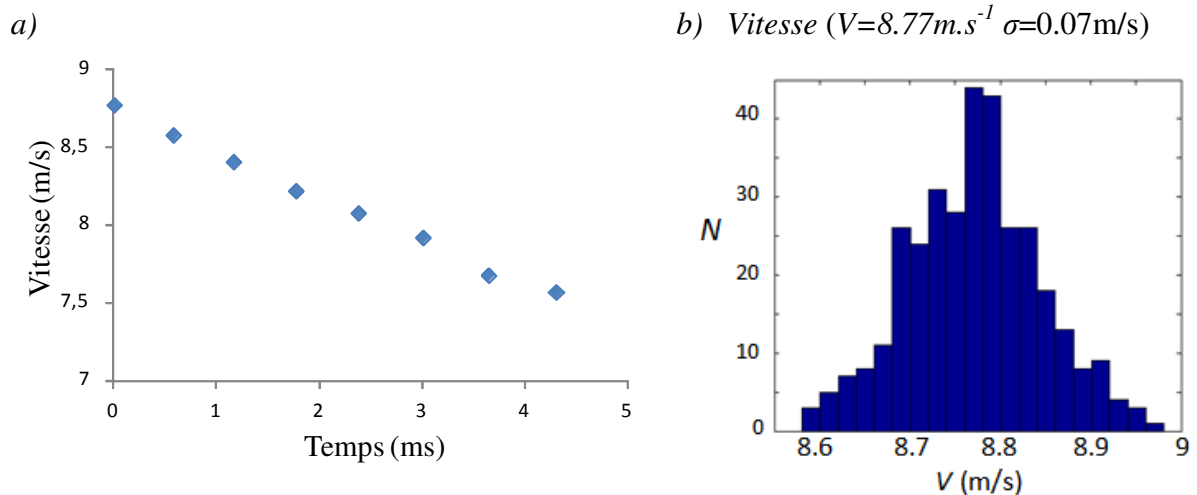 a)
9
8,5
8
7,5
7
0 1 2 3 4 5
Vitesse (m/s)
Temps (ms)
b) Vitesse (V=8.77m.s⁻¹ σ=0.07m/s)
40
30
20
10
0
N
8.6 8.7 8.8 8.9 9
V (m/s)